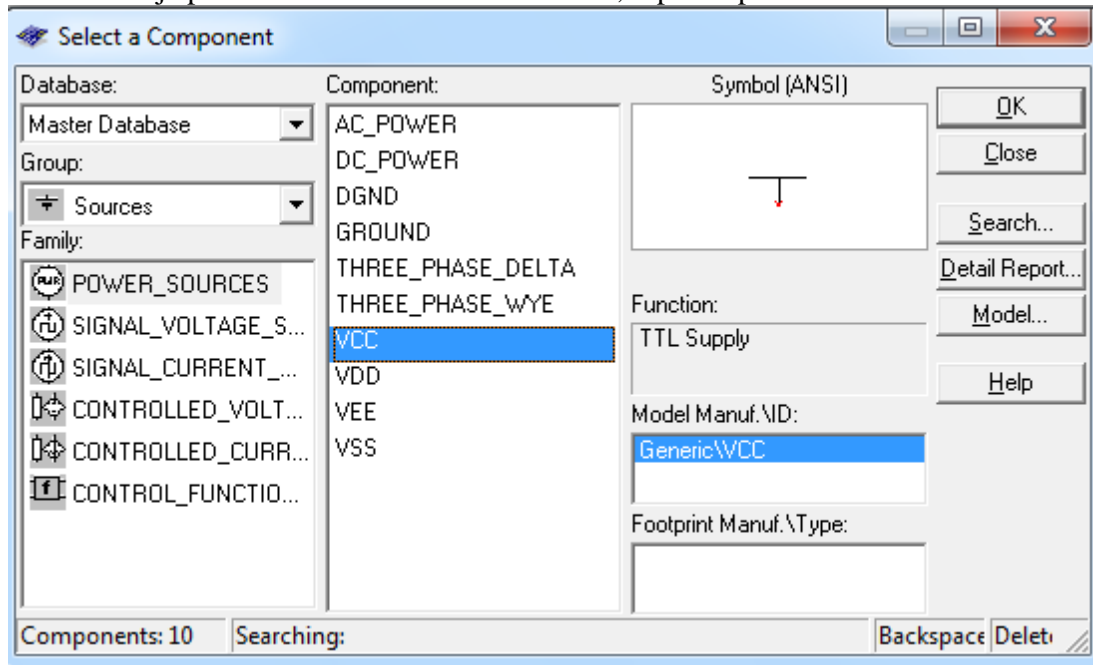 Select a Component
Database:
Master Database
Group:
Sources
Family:
POWER_SOURCES
SIGNAL_VOLTAGE_S...
SIGNAL_CURRENT_...
CONTROLLED_VOLT...
CONTROLLED_CURR...
CONTROL_FUNCTIO...
Component:
AC_POWER
DC_POWER
DGND
GROUND
THREE_PHASE_DELTA
THREE_PHASE_WYE
VCC
VDD
VEE
VSS
Symbol (ANSI)
Function:
TTL Supply
Model Manuf.\ID:
Generic\VCC
Footprint Manuf.\Type:
OK
Close
Search...
Detail Report...
Model...
Help
Components: 10
Searching:
Backspace